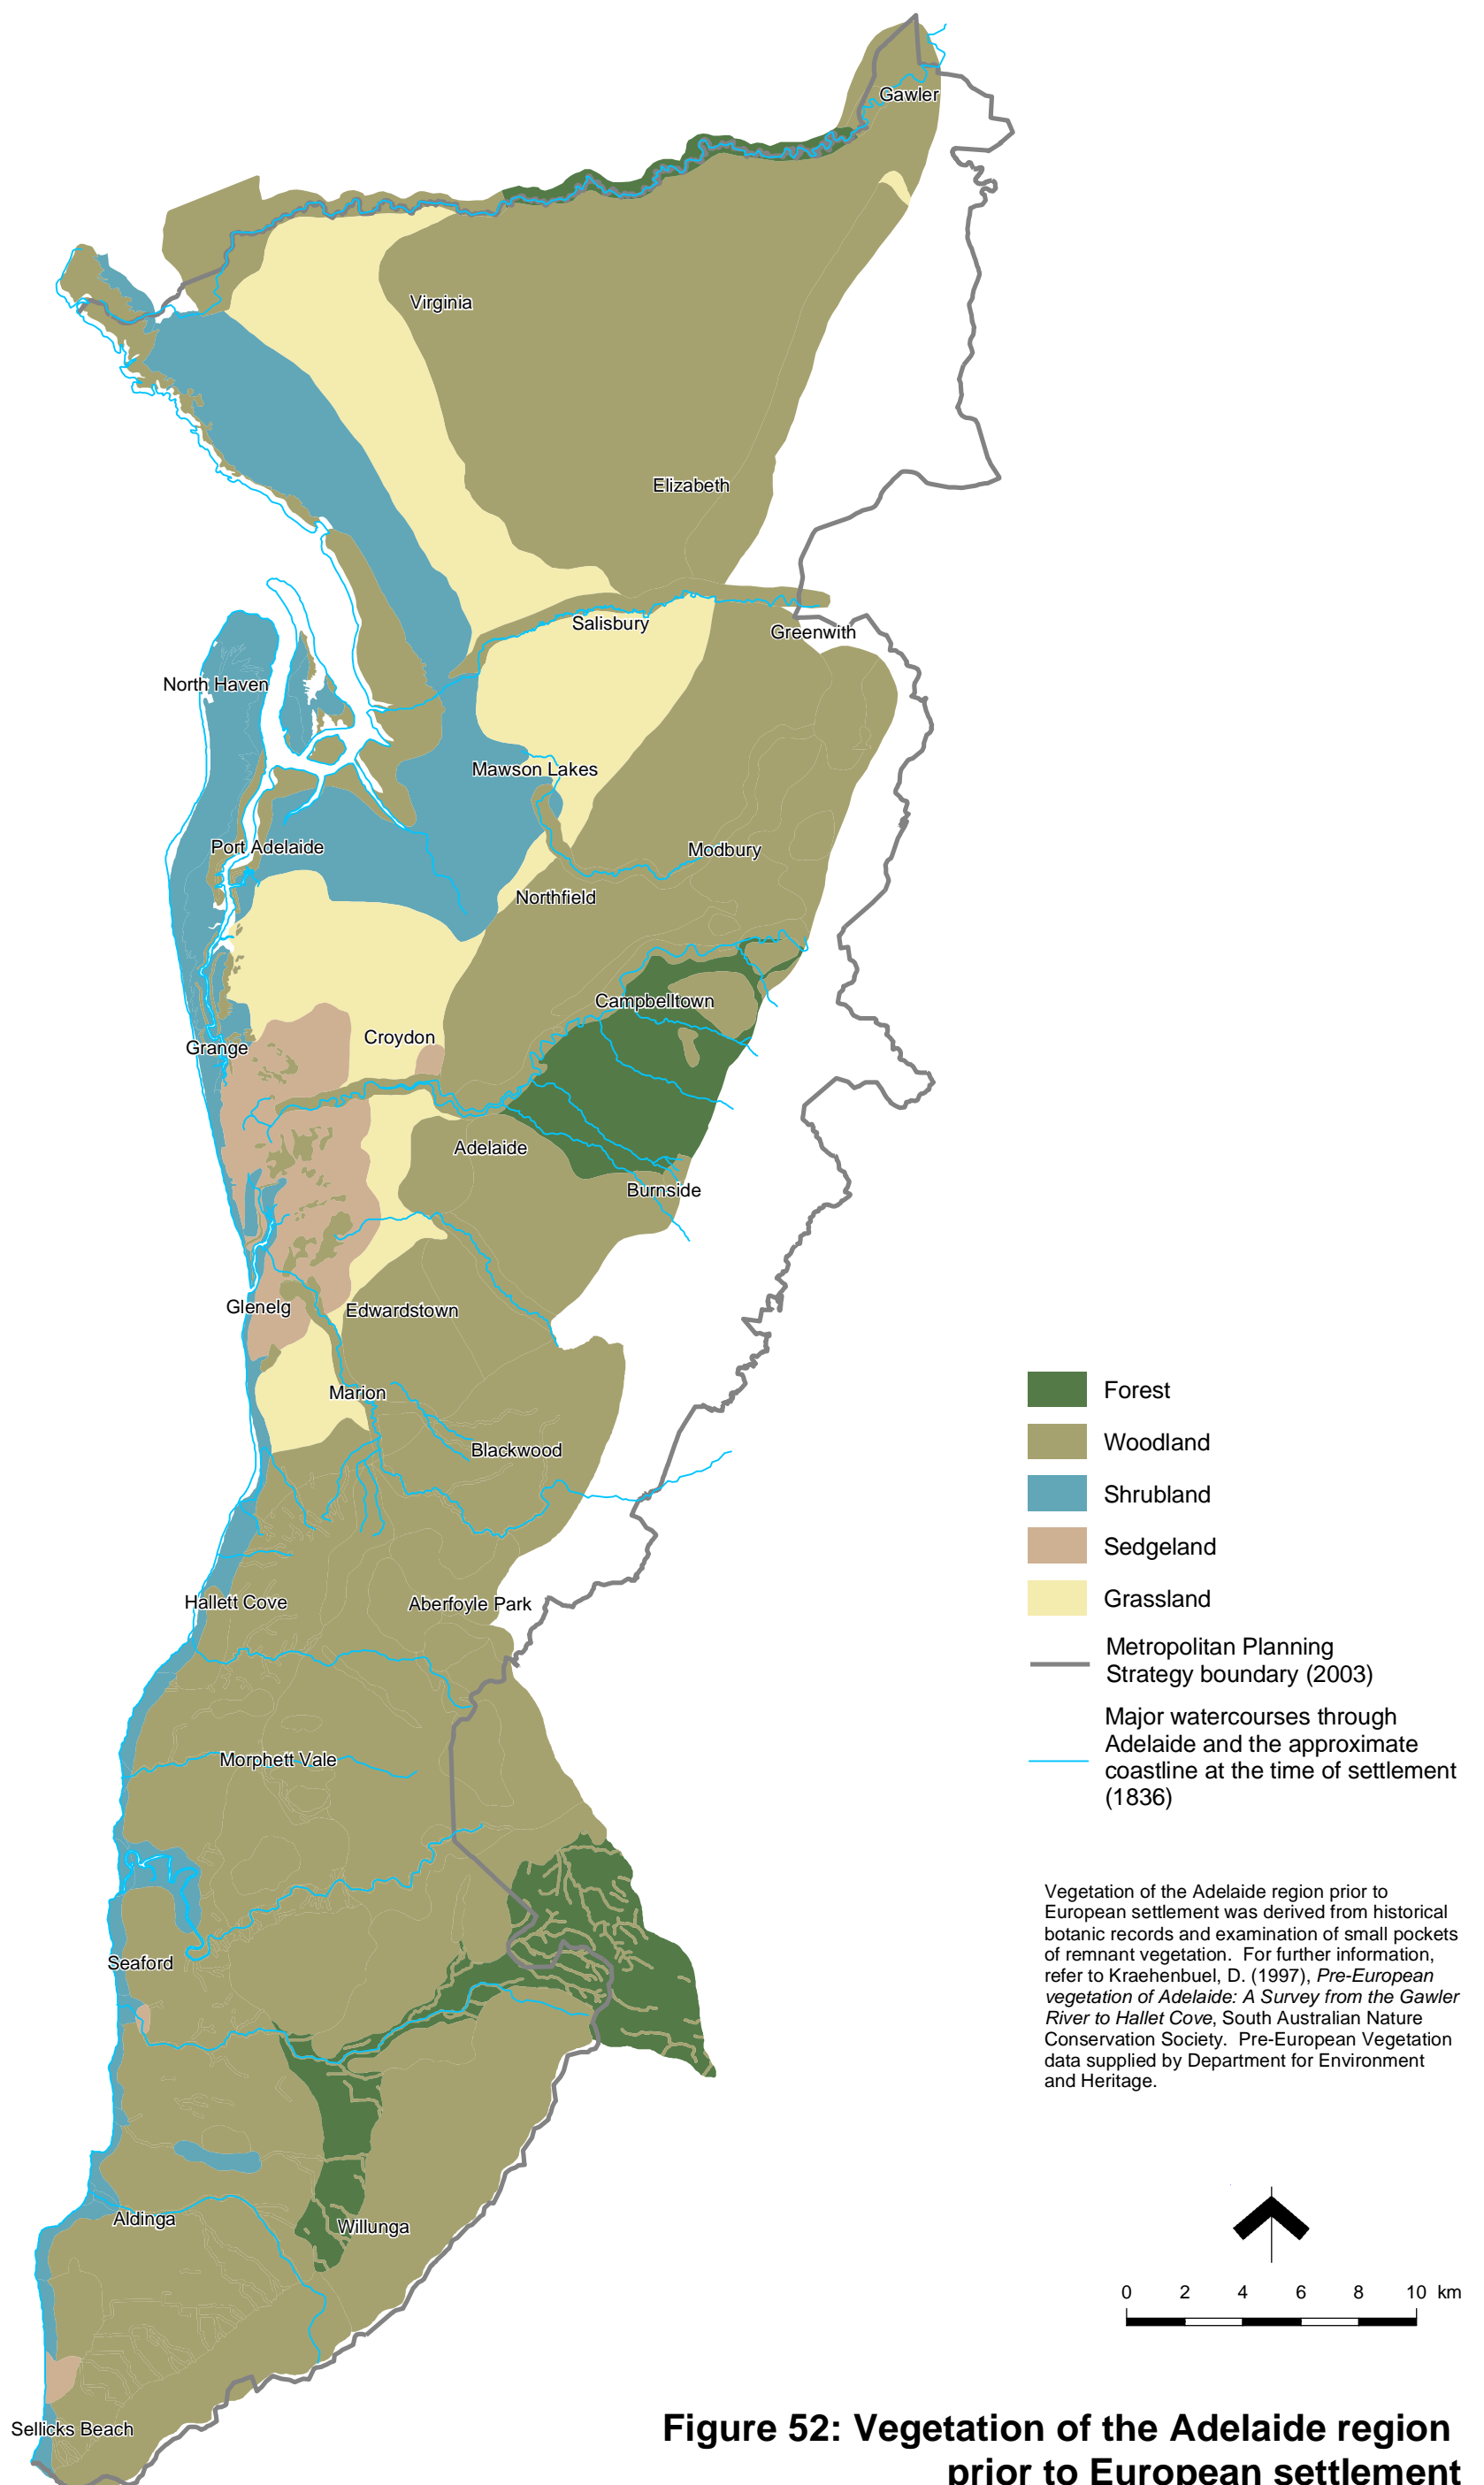 Gawler
Virginia
Elizabeth
Salisbury
Greenwith
North Haven
Mawson Lakes
Port Adelaide
Modbury
Northfield
Campbelltown
Croydon
Grange
Adelaide
Burnside
Glenelg
Edwardstown
Marion
Blackwood
Hallett Cove
Aberfoyle Park
Morphett Vale
Seaford
Aldinga
Willunga
Sellicks Beach
Forest
Woodland
Shrubland
Sedgeland
Grassland
Metropolitan Planning
Strategy boundary (2003)
Major watercourses through
Adelaide and the approximate
coastline at the time of settlement
(1836)
Vegetation of the Adelaide region prior to
European settlement was derived from historical
botanic records and examination of small pockets
of remnant vegetation. For further information,
refer to Kraehenbuel, D. (1997), Pre-European
vegetation of Adelaide: A Survey from the Gawler
River to Hallet Cove, South Australian Nature
Conservation Society. Pre-European Vegetation
data supplied by Department for Environment
and Heritage.
0 2 4 6 8 10 km
Figure 52: Vegetation of the Adelaide region
prior to European settlement